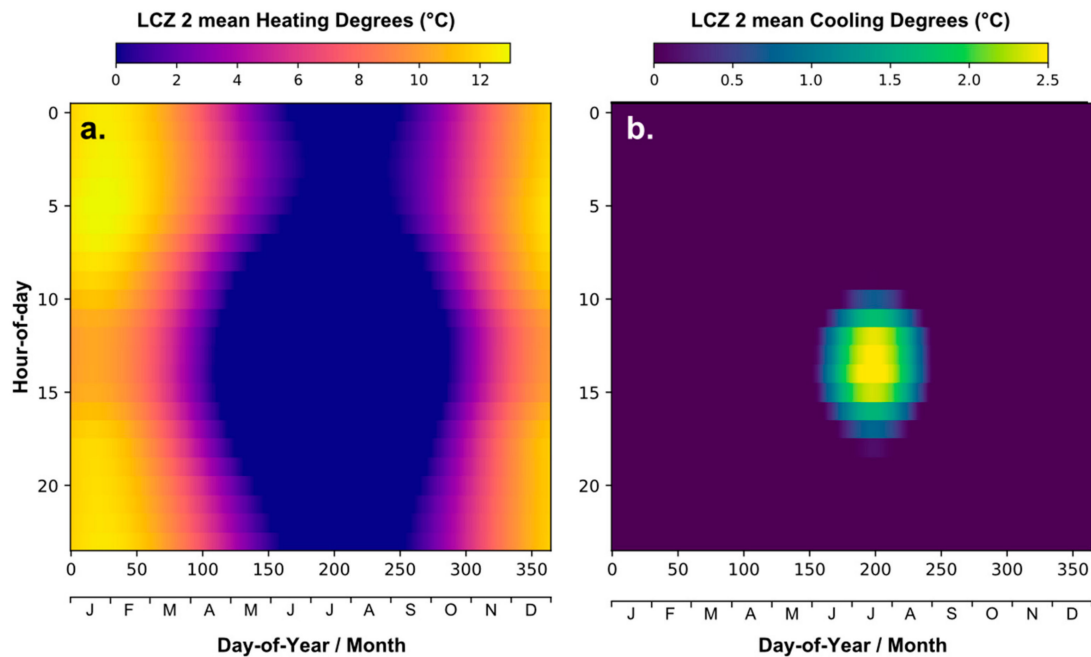 LCZ 2 mean Heating Degrees (°C)
0 2 4 6 8 10 12
a.
Hour-of-day
0
5
10
15
20
0 50 100 150 200 250 300 350
J F M A M J J A S O N D
Day-of-Year / Month
LCZ 2 mean Cooling Degrees (°C)
0 0.5 1.0 1.5 2.0 2.5
b.
0
5
10
15
20
0 50 100 150 200 250 300 350
J F M A M J J A S O N D
Day-of-Year / Month